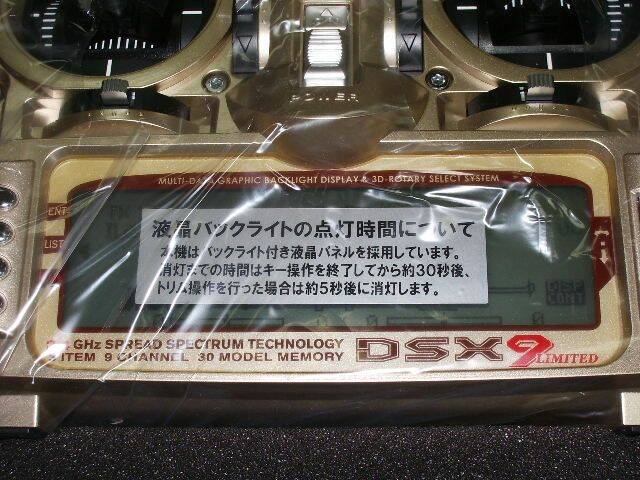 POWER
MULTI-DATA GRAPHIC BACKLIGHT DISPLAY & 3D-ROTARY SELECT SYSTEM
ENT
LIST
液晶バックライトの点灯時間について
本機はバックライト付き液晶パネルを採用しています。
消灯までの時間はキー操作を終了してから約30秒後、
トリム操作を行った場合は約5秒後に消灯します。
DISP
CONT
GHz SPREAD SPECTRUM TECHNOLOGY
ITEM 9 CHANNEL 30 MODEL MEMORY
DSX9
LIMITED